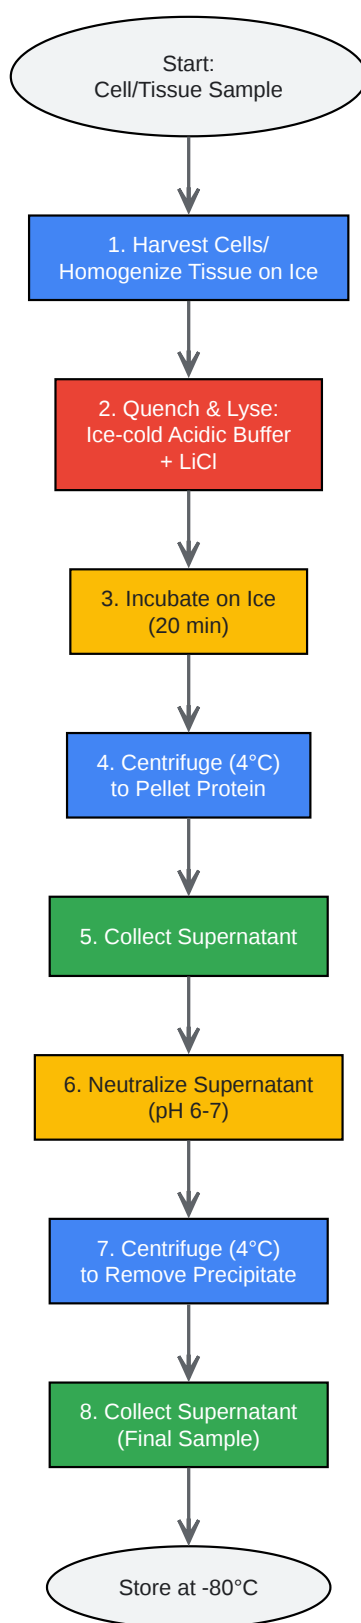 Start:
Cell/Tissue Sample
1. Harvest Cells/
Homogenize Tissue on Ice
2. Quench & Lyse:
Ice-cold Acidic Buffer
+ LiCl
3. Incubate on Ice
(20 min)
4. Centrifuge (4°C)
to Pellet Protein
5. Collect Supernatant
6. Neutralize Supernatant
(pH 6-7)
7. Centrifuge (4°C)
to Remove Precipitate
8. Collect Supernatant
(Final Sample)
Store at -80°C